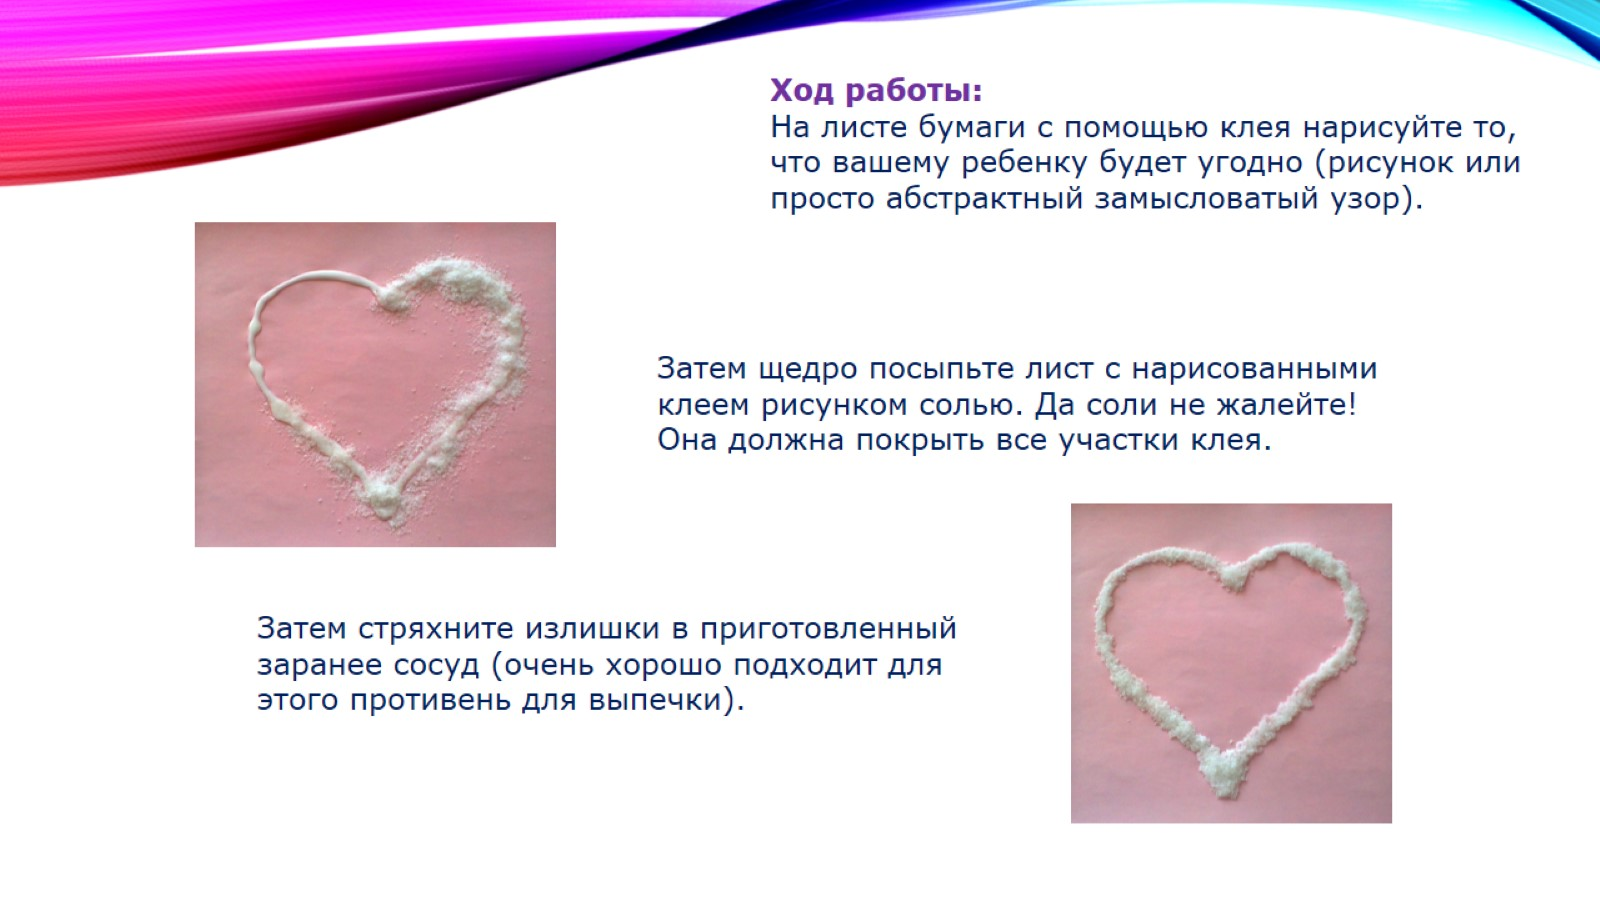 Ход работы:
На листе бумаги с помощью клея нарисуйте то,
что вашему ребенку будет угодно (рисунок или
просто абстрактный замысловатый узор).
Затем щедро посыпьте лист с нарисованными
клеем рисунком солью. Да соли не жалейте!
Она должна покрыть все участки клея.
Затем стряхните излишки в приготовленный
заранее сосуд (очень хорошо подходит для
этого противень для выпечки).